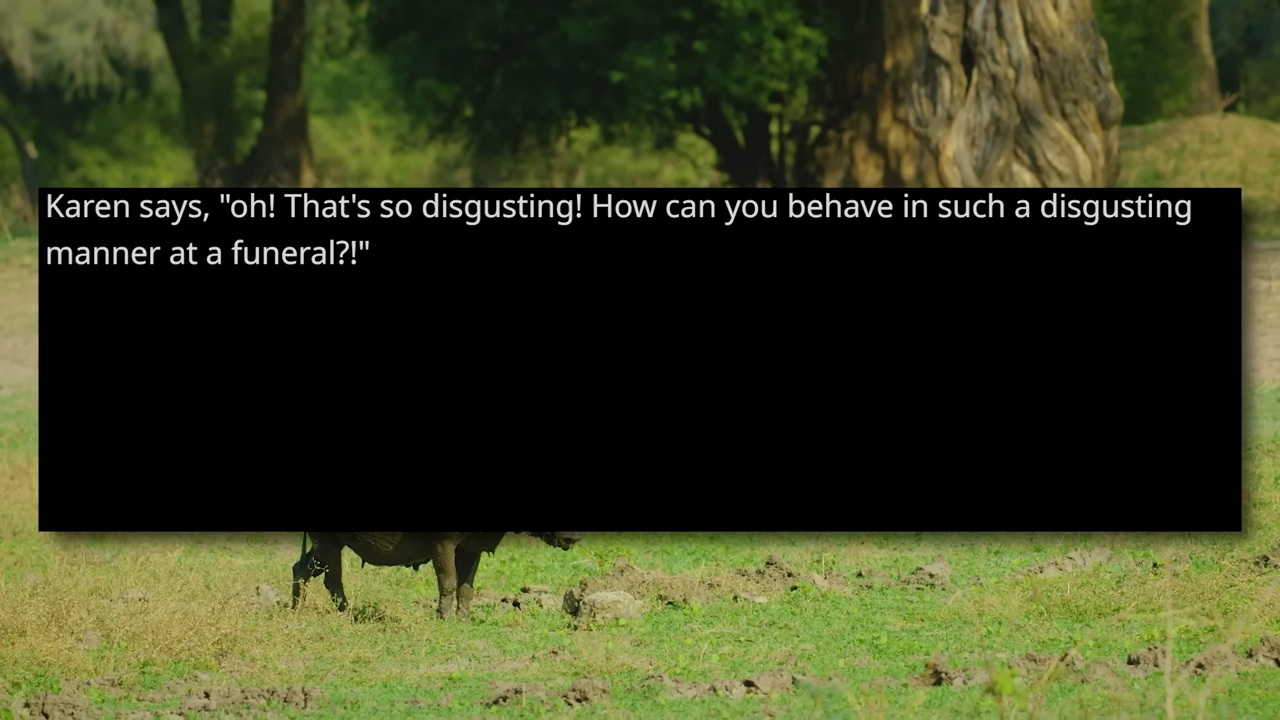 Karen says, "oh! That's so disgusting! How can you behave in such a disgusting
manner at a funeral?!"